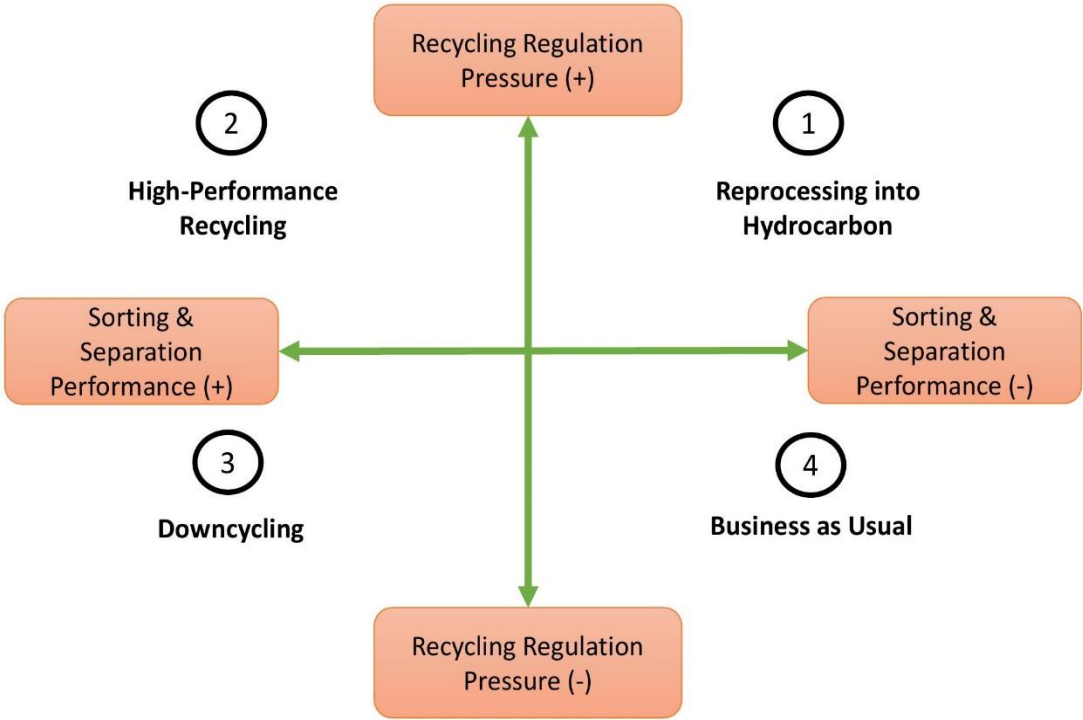 Recycling Regulation
Pressure (+)
2
High-Performance
Recycling
1
Reprocessing into
Hydrocarbon
Sorting &
Separation
Performance (+)
Sorting &
Separation
Performance (-)
3
Downcycling
4
Business as Usual
Recycling Regulation
Pressure (-)